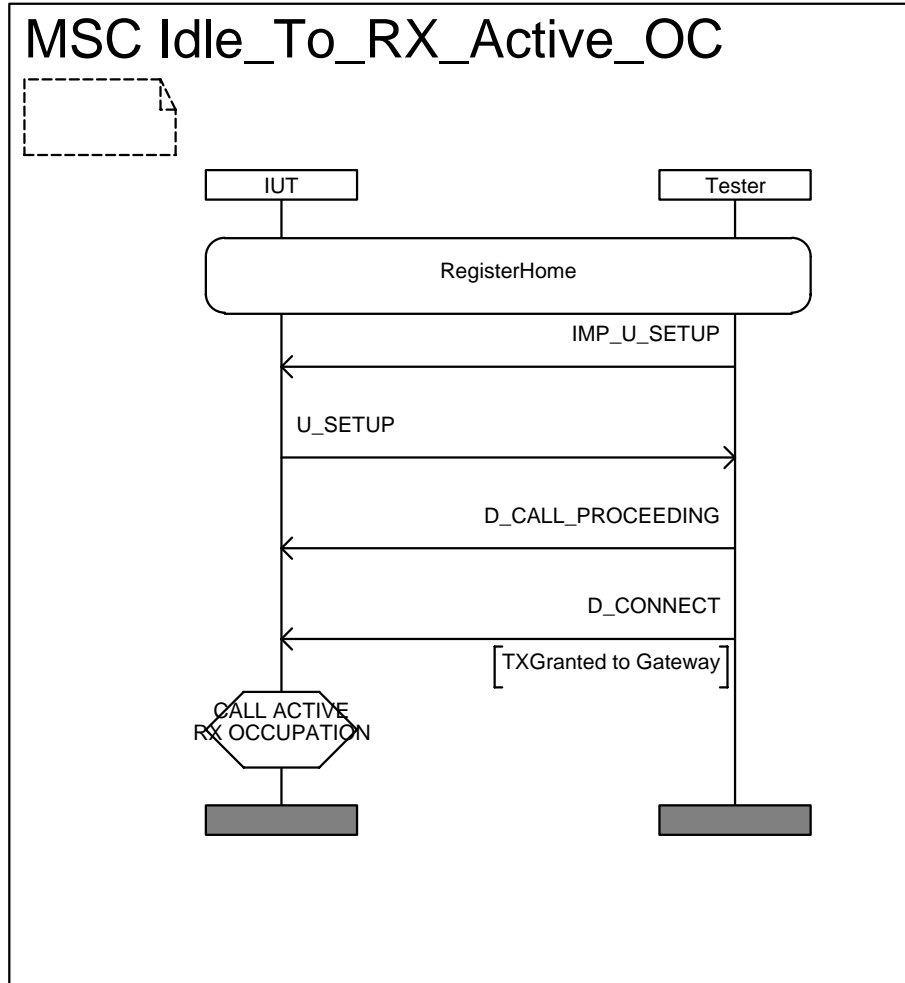 MSC Idle_To_RX_Active_OC
IUT
Tester
RegisterHome
IMP_U_SETUP
U_SETUP
D_CALL_PROCEEDING
D_CONNECT
TXGranted to Gateway
CALL ACTIVE
RX OCCUPATION